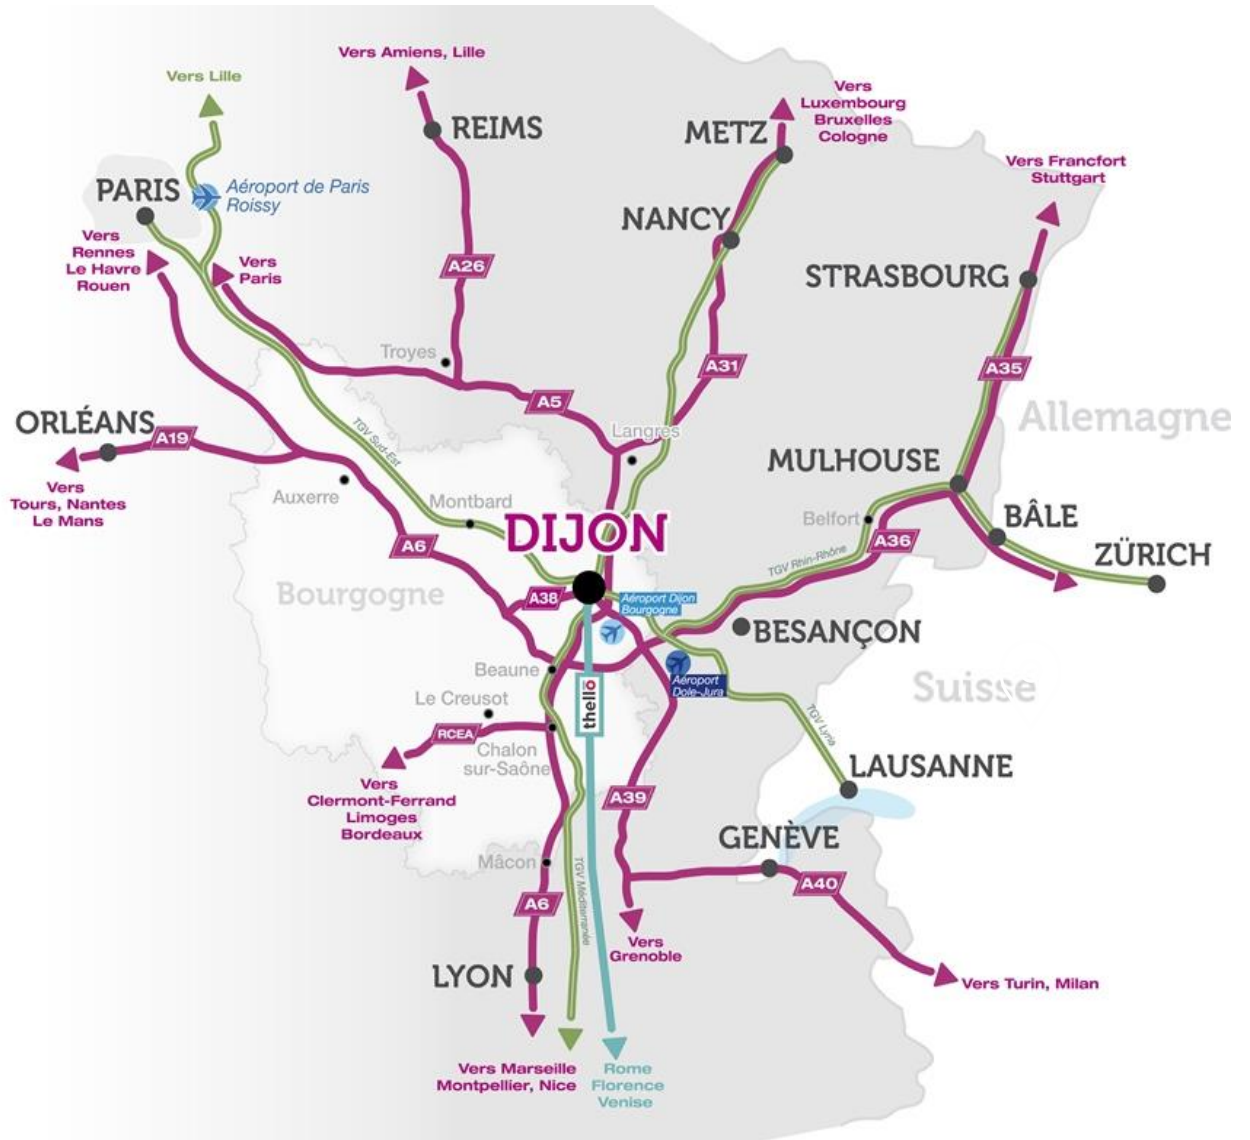 Vers Amiens, Lille
Vers Lille
REIMS
METZ
Vers
Luxembourg
Bruxelles
Cologne
Vers Francfort
Stuttgart
PARIS
Aéroport de Paris
Roissy
NANCY
Vers
Rennes
Le Havre
Rouen
Vers
Paris
A26
STRASBOURG
Troyes
A31
A35
A5
ORLÉANS
A19
TGV Sud-Est
Langres
Allemagne
MULHOUSE
Vers
Tours, Nantes
Le Mans
Auxerre
Montbard
DIJON
Belfort
BÂLE
A6
A36
ZÜRICH
TGV Rhin-Rhône
Bourgogne
A38
Aéroport Dijon
Bourgogne
BESANÇON
Beaune
Aéroport
Dole-Jura
Suisse
Le Creusot
thello
TGV Lyria
RCEA
Chalon
sur-Saône
LAUSANNE
Vers
Clermont-Ferrand
Limoges
Bordeaux
A39
GENÈVE
Mâcon
TGV Méditerranée
A40
A6
Vers
Grenoble
LYON
Vers Turin, Milan
Vers Marseille
Montpellier, Nice
Rome
Florence
Venise